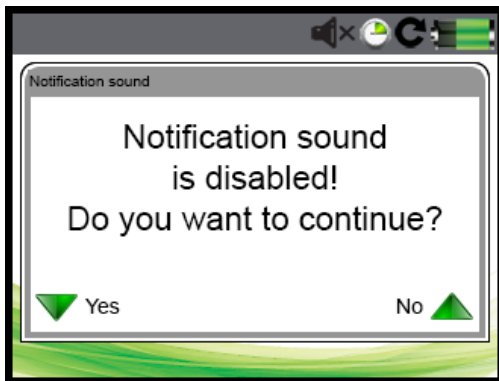 Notification sound
Notification sound
is disabled!
Do you want to continue?
Yes
No